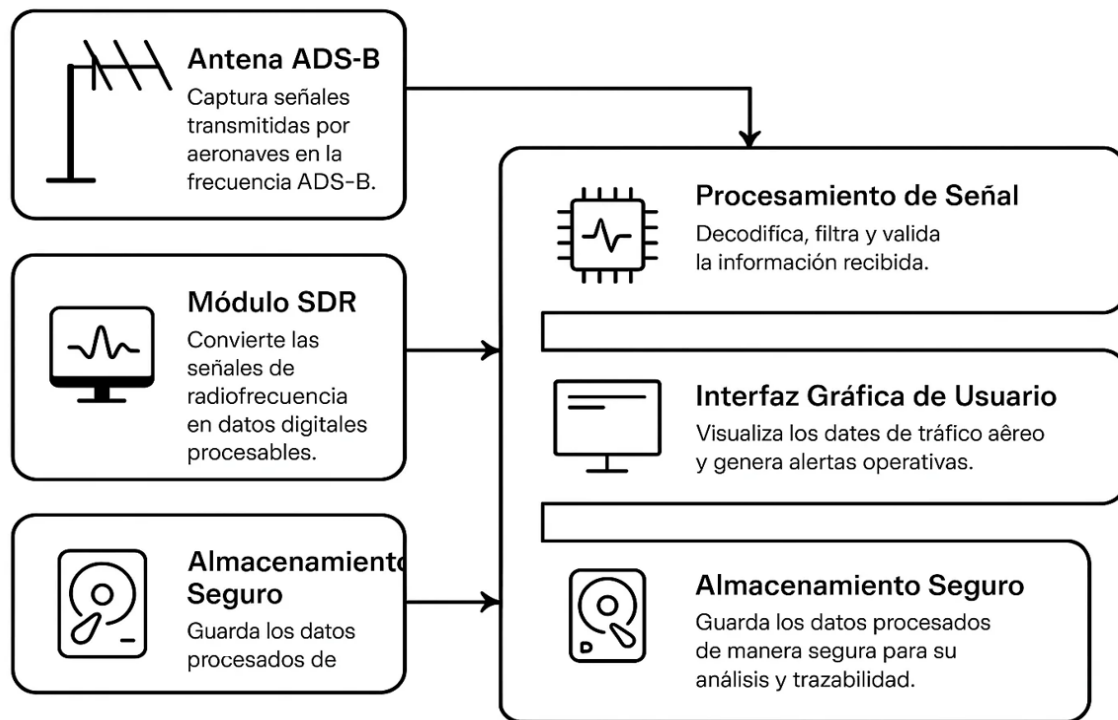 Antena ADS-B
Captura señales
transmitidas por
aeronaves en la
frecuencia ADS-B.
Módulo SDR
Convierte las
señales de
radiofrecuencia
en datos digitales
procesables.
Almacenamiento
Seguro
Guarda los datos
procesados de
Procesamiento de Señal
Decodifíca, filtra y valida
la información recibida.
Interfaz Gráfica de Usuario
Visualiza los dates de tráfico aêreo
y genera alertas operativas.
Almacenamiento Seguro
Guarda los datos procesados
de manera segura para su
análisis y trazabilidad.